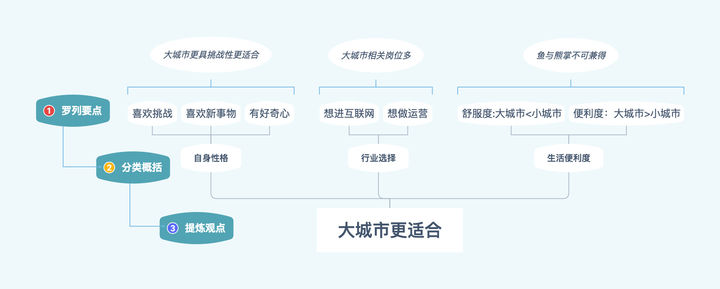 大城市更具挑战性更适合
大城市相关岗位多
鱼与熊掌不可兼得
1 罗列要点
喜欢挑战 喜欢新事物 有好奇心
想进互联网 想做运营
舒服度:大城市<小城市 便利度：大城市>小城市
2 分类概括
自身性格
行业选择
生活便利度
3 提炼观点
大城市更适合